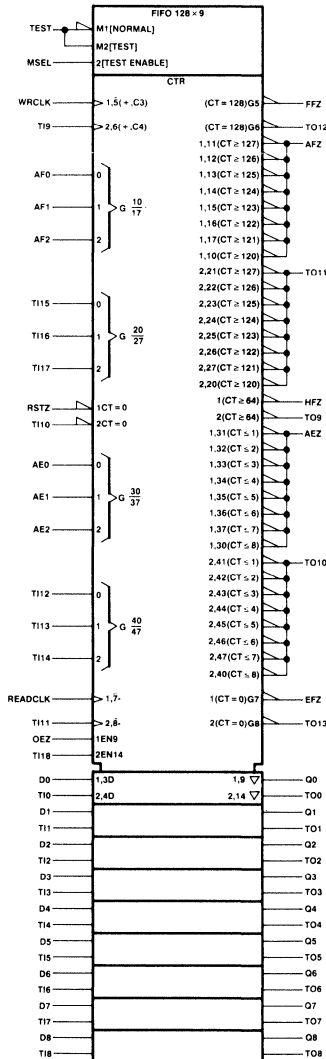 FIFO 128 × 9
TEST M1[NORMAL]
M2[TEST]
MSEL 2[TEST ENABLE]
CTR
WRCLK 1,5(+,C3) (CT = 128)G5 FFZ
TI9 2,6(+,C4) (CT = 128)G6 TO12
1,11(CT ≥ 127) AFZ
1,12(CT ≥ 126)
AF0 0 1,13(CT ≥ 125)
1,14(CT ≥ 124)
AF1 1 G 10/17 1,15(CT ≥ 123)
1,16(CT ≥ 122)
AF2 2 1,17(CT ≥ 121)
1,10(CT ≥ 120)
2,21(CT ≥ 127) TO11
2,22(CT ≥ 126)
TI15 0 2,23(CT ≥ 125)
2,24(CT ≥ 124)
TI16 1 G 20/27 2,25(CT ≥ 123)
2,26(CT ≥ 122)
TI17 2 2,27(CT ≥ 121)
2,20(CT ≥ 120)
RSTZ 1CT = 0 1(CT ≥ 64) HFZ
TI10 2CT = 0 2(CT ≥ 64) TO9
1,31(CT ≤ 1) AEZ
1,32(CT ≤ 2)
AE0 0 1,33(CT ≤ 3)
1,34(CT ≤ 4)
AE1 1 G 30/37 1,35(CT ≤ 5)
1,36(CT ≤ 6)
AE2 2 1,37(CT ≤ 7)
1,30(CT ≤ 8)
2,41(CT ≤ 1) TO10
TI12 0 2,42(CT ≤ 2)
2,43(CT ≤ 3)
TI13 1 G 40/47 2,44(CT ≤ 4)
2,45(CT ≤ 5)
2,46(CT ≤ 6)
TI14 2 2,47(CT ≤ 7)
2,40(CT ≤ 8)
READCLK 1,7- 1(CT = 0)G7 EFZ
TI11 2,8- 2(CT = 0)G8 TO13
OEZ 1EN9
TI18 2EN14
D0 1,3D 1,9 ▽ Q0
TI0 2,4D 2,14 ▽ TO0
D1 Q1
TI1 TO1
D2 Q2
TI2 TO2
D3 Q3
TI3 TO3
D4 Q4
TI4 TO4
D5 Q5
TI5 TO5
D6 Q6
TI6 TO6
D7 Q7
TI7 TO7
D8 Q8
TI8 TO8